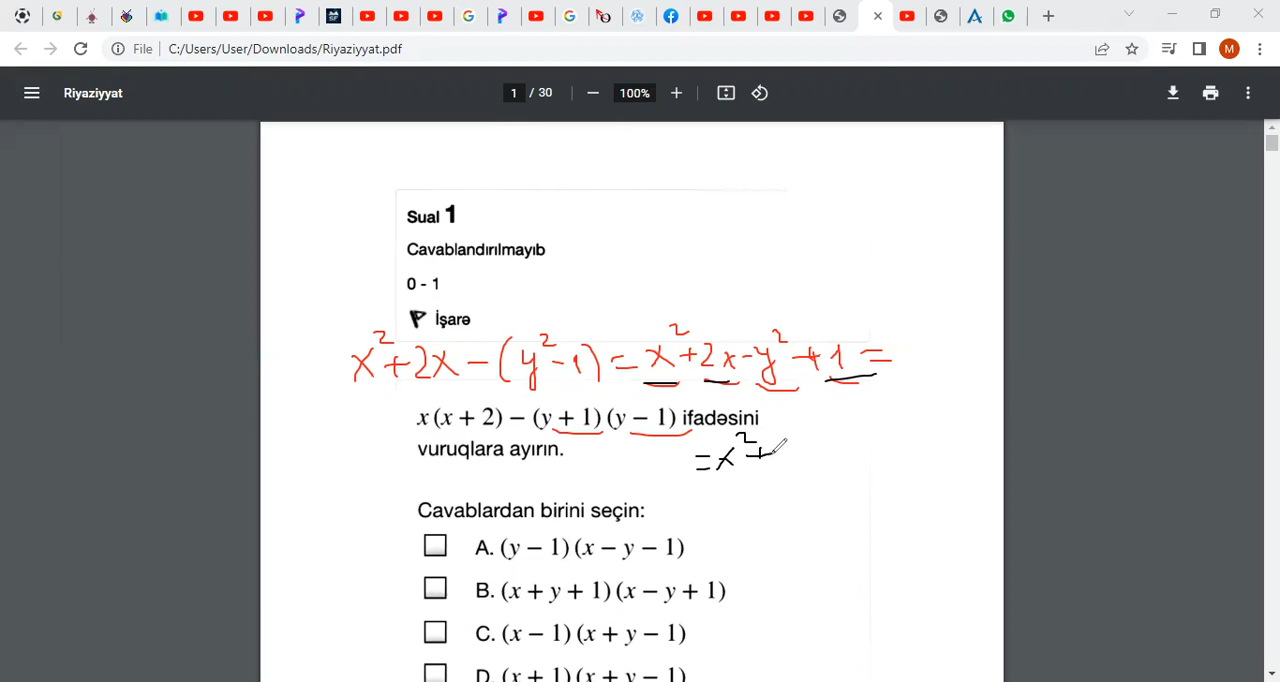 File C:/Users/User/Downloads/Riyaziyyat.pdf M
Riyaziyyat 1 / 30 100%
Sual 1
Cavablandırılmayıb
0 - 1
İşarə
x² + 2x - (y² - 1) = x² + 2x - y² + 1 =
x (x + 2) − (y + 1) (y − 1) ifadəsini
vuruqlara ayırın.
= x² +
Cavablardan birini seçin:
A. (y − 1) (x − y − 1)
B. (x + y + 1) (x − y + 1)
C. (x − 1) (x + y − 1)
D. (x + 1) (x + y − 1)